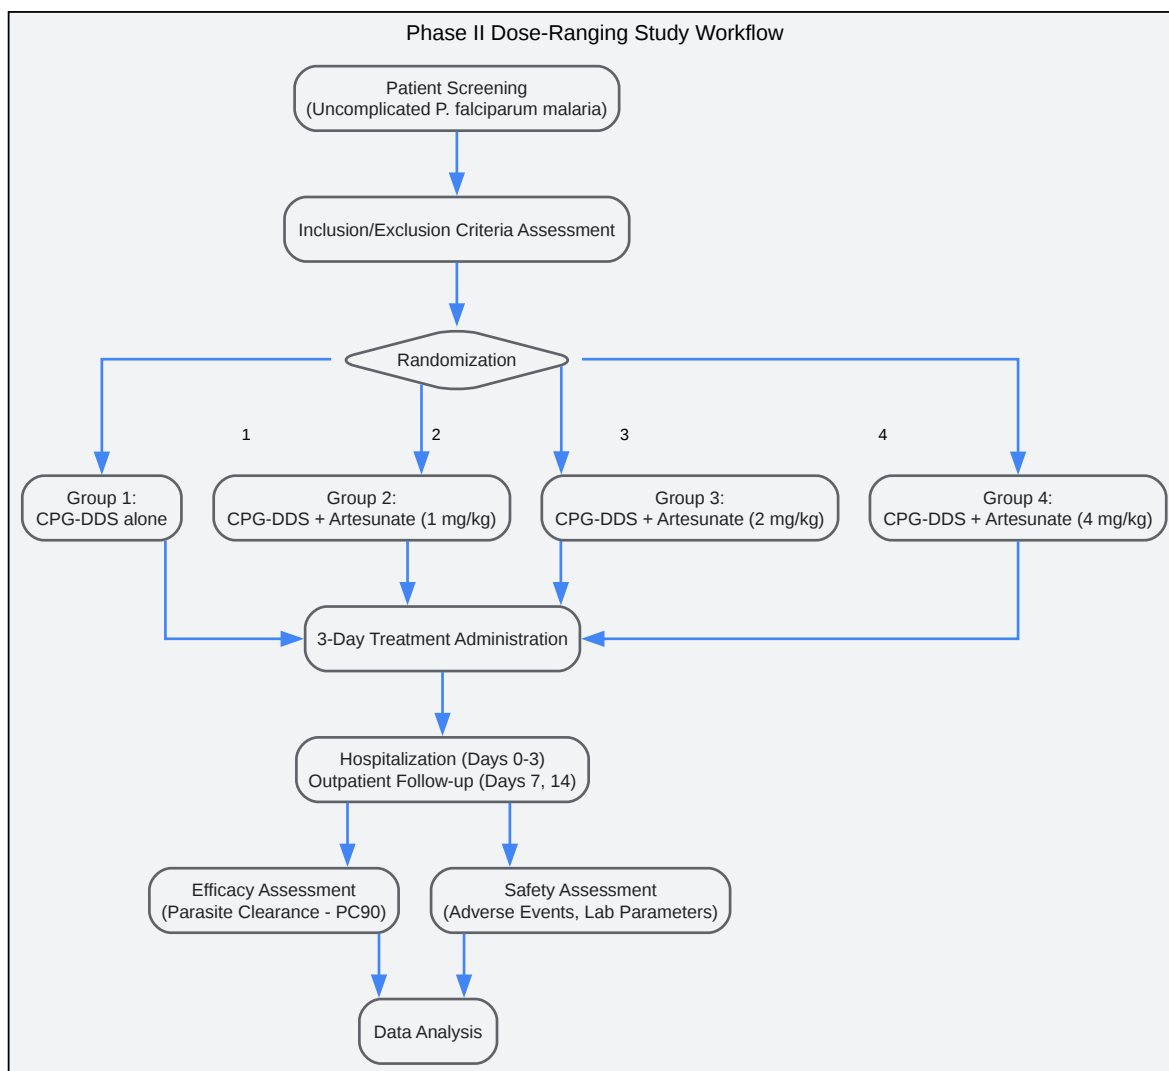 Phase II Dose-Ranging Study Workflow
Patient Screening
(Uncomplicated P. falciparum malaria)
Inclusion/Exclusion Criteria Assessment
Randomization
1
2
3
4
Group 1:
CPG-DDS alone
Group 2:
CPG-DDS + Artesunate (1 mg/kg)
Group 3:
CPG-DDS + Artesunate (2 mg/kg)
Group 4:
CPG-DDS + Artesunate (4 mg/kg)
3-Day Treatment Administration
Hospitalization (Days 0-3)
Outpatient Follow-up (Days 7, 14)
Efficacy Assessment
(Parasite Clearance - PC90)
Safety Assessment
(Adverse Events, Lab Parameters)
Data Analysis